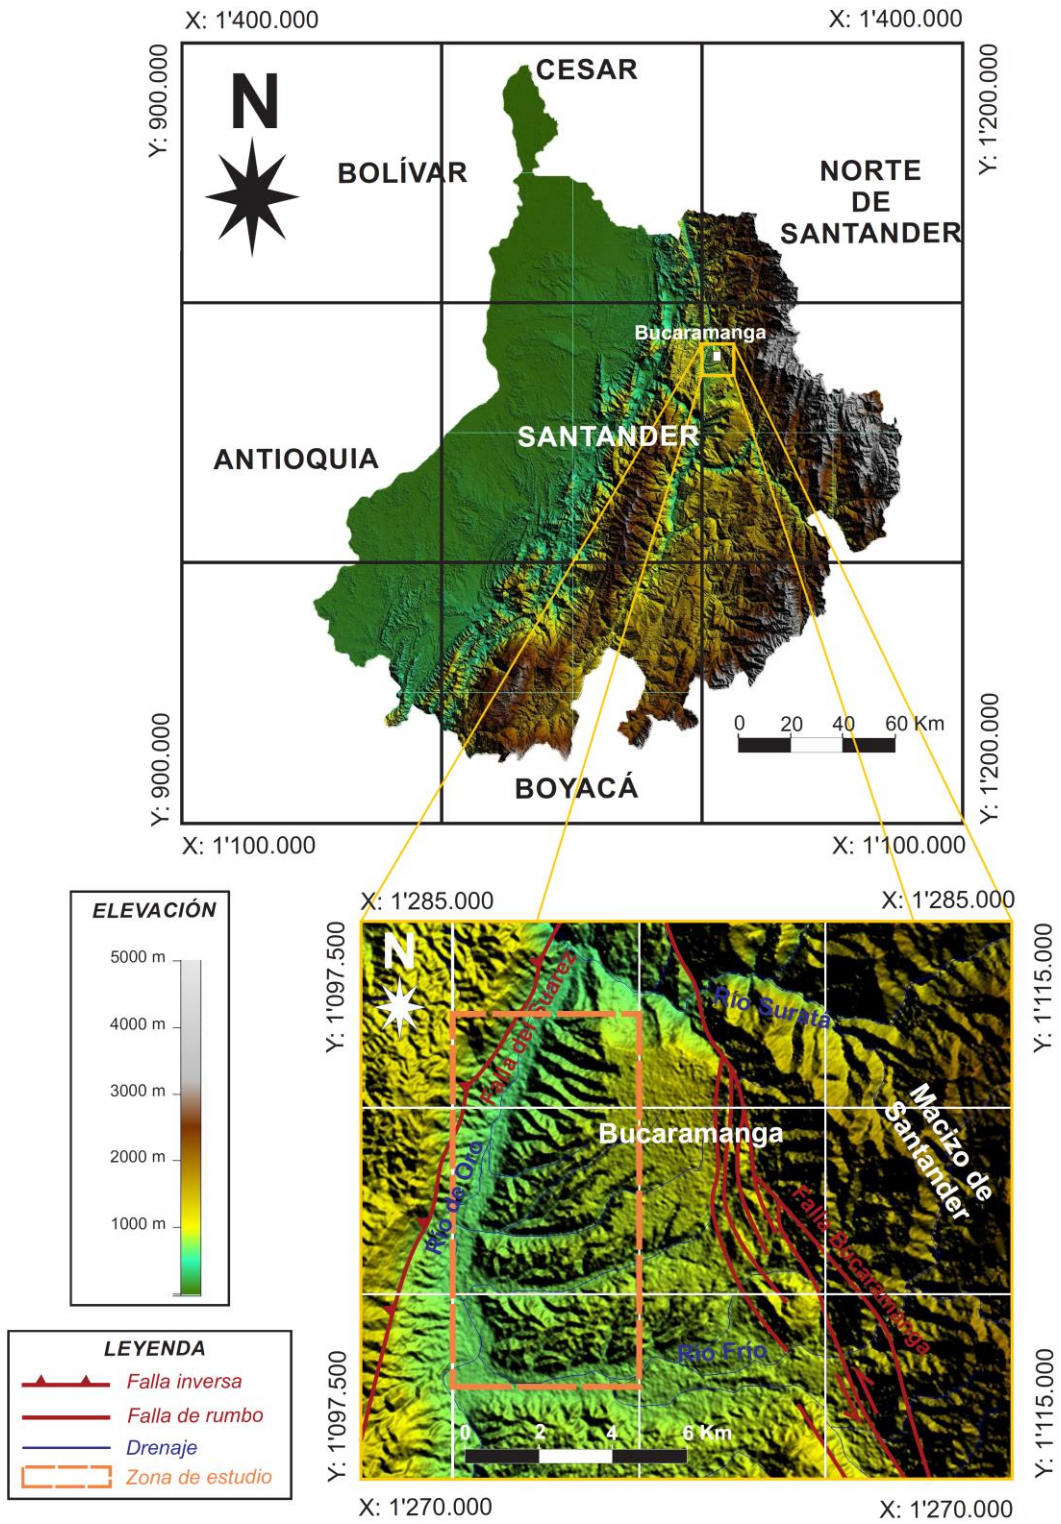 X: 1'400.000
X: 1'400.000
Y: 900.000
Y: 1'200.000
N
CESAR
BOLÍVAR
NORTE
DE
SANTANDER
Bucaramanga
SANTANDER
ANTIOQUIA
0 20 40 60 Km
BOYACÁ
Y: 900.000
Y: 1'200.000
X: 1'100.000
X: 1'100.000
ELEVACIÓN
5000 m
4000 m
3000 m
2000 m
1000 m
X: 1'285.000
X: 1'285.000
Y: 1'097.500
Y: 1'115.000
N
Falla del Suarez
Río Suratá
Macizo de
Santander
Bucaramanga
Río de Oro
Falla Bucaramanga
Río Frío
0 2 4 6 Km
Y: 1'097.500
Y: 1'115.000
X: 1'270.000
X: 1'270.000
LEYENDA
Falla inversa
Falla de rumbo
Drenaje
Zona de estudio